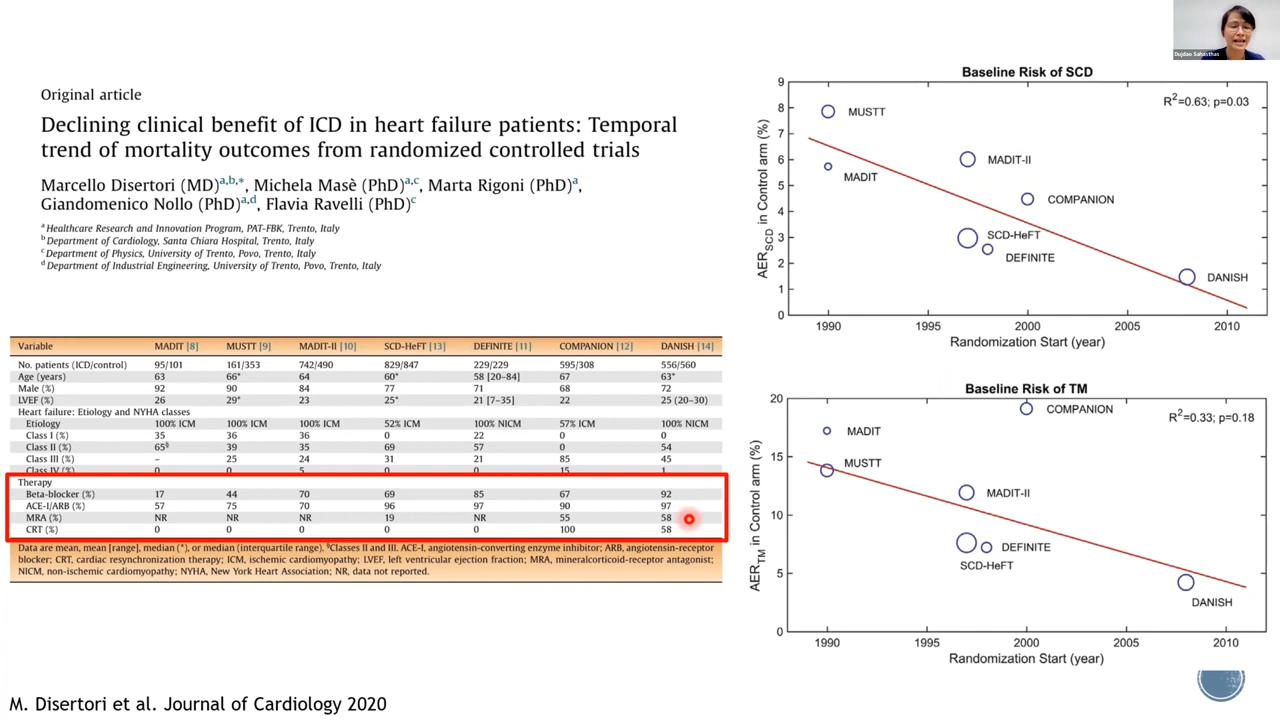 Dujdao Sahasthas
Original article
Declining clinical benefit of ICD in heart failure patients: Temporal
trend of mortality outcomes from randomized controlled trials
Marcello Disertori (MD)a,b,*, Michela Masè (PhD)a,c, Marta Rigoni (PhD)a,
Giandomenico Nollo (PhD)a,d, Flavia Ravelli (PhD)c
a Healthcare Research and Innovation Program, PAT-FBK, Trento, Italy
b Department of Cardiology, Santa Chiara Hospital, Trento, Italy
c Department of Physics, University of Trento, Povo, Trento, Italy
d Department of Industrial Engineering, University of Trento, Povo, Trento, Italy
Variable MADIT [8] MUSTT [9] MADIT-II [10] SCD-HeFT [13] DEFINITE [11] COMPANION [12] DANISH [14]
No. patients (ICD/control) 95/101 161/353 742/490 829/847 229/229 595/308 556/560
Age (years) 63 66* 64 60* 58 [20–84] 67 63*
Male (%) 92 90 84 77 71 68 72
LVEF (%) 26 29* 23 25* 21 [7–35] 22 25 (20–30)
Heart failure: Etiology and NYHA classes
Etiology 100% ICM 100% ICM 100% ICM 52% ICM 100% NICM 57% ICM 100% NICM
Class I (%) 35 36 36 0 22 0 0
Class II (%) 65§ 39 35 69 57 0 54
Class III (%) – 25 24 31 21 85 45
Class IV (%) 0 0 5 0 0 15 1
Therapy
Beta-blocker (%) 17 44 70 69 85 67 92
ACE-I/ARB (%) 57 75 70 96 97 90 97
MRA (%) NR NR NR 19 NR 55 58
CRT (%) 0 0 0 0 0 100 58
Data are mean, mean [range], median (*), or median (interquartile range). §Classes II and III. ACE-I, angiotensin-converting enzyme inhibitor; ARB, angiotensin-receptor
blocker; CRT, cardiac resynchronization therapy; ICM, ischemic cardiomyopathy; LVEF, left ventricular ejection fraction; MRA, mineralcorticoid-receptor antagonist;
NICM, non-ischemic cardiomyopathy; NYHA, New York Heart Association; NR, data not reported.
Baseline Risk of SCD
R2=0.63; p=0.03
AERSCD in Control arm (%)
9
8
7
6
5
4
3
2
1
0
MUSTT
MADIT
MADIT-II
COMPANION
SCD-HeFT
DEFINITE
DANISH
1990 1995 2000 2005 2010
Randomization Start (year)
Baseline Risk of TM
R2=0.33; p=0.18
AERTM in Control arm (%)
20
15
10
5
0
COMPANION
MADIT
MUSTT
MADIT-II
DEFINITE
SCD-HeFT
DANISH
1990 1995 2000 2005 2010
Randomization Start (year)
M. Disertori et al. Journal of Cardiology 2020